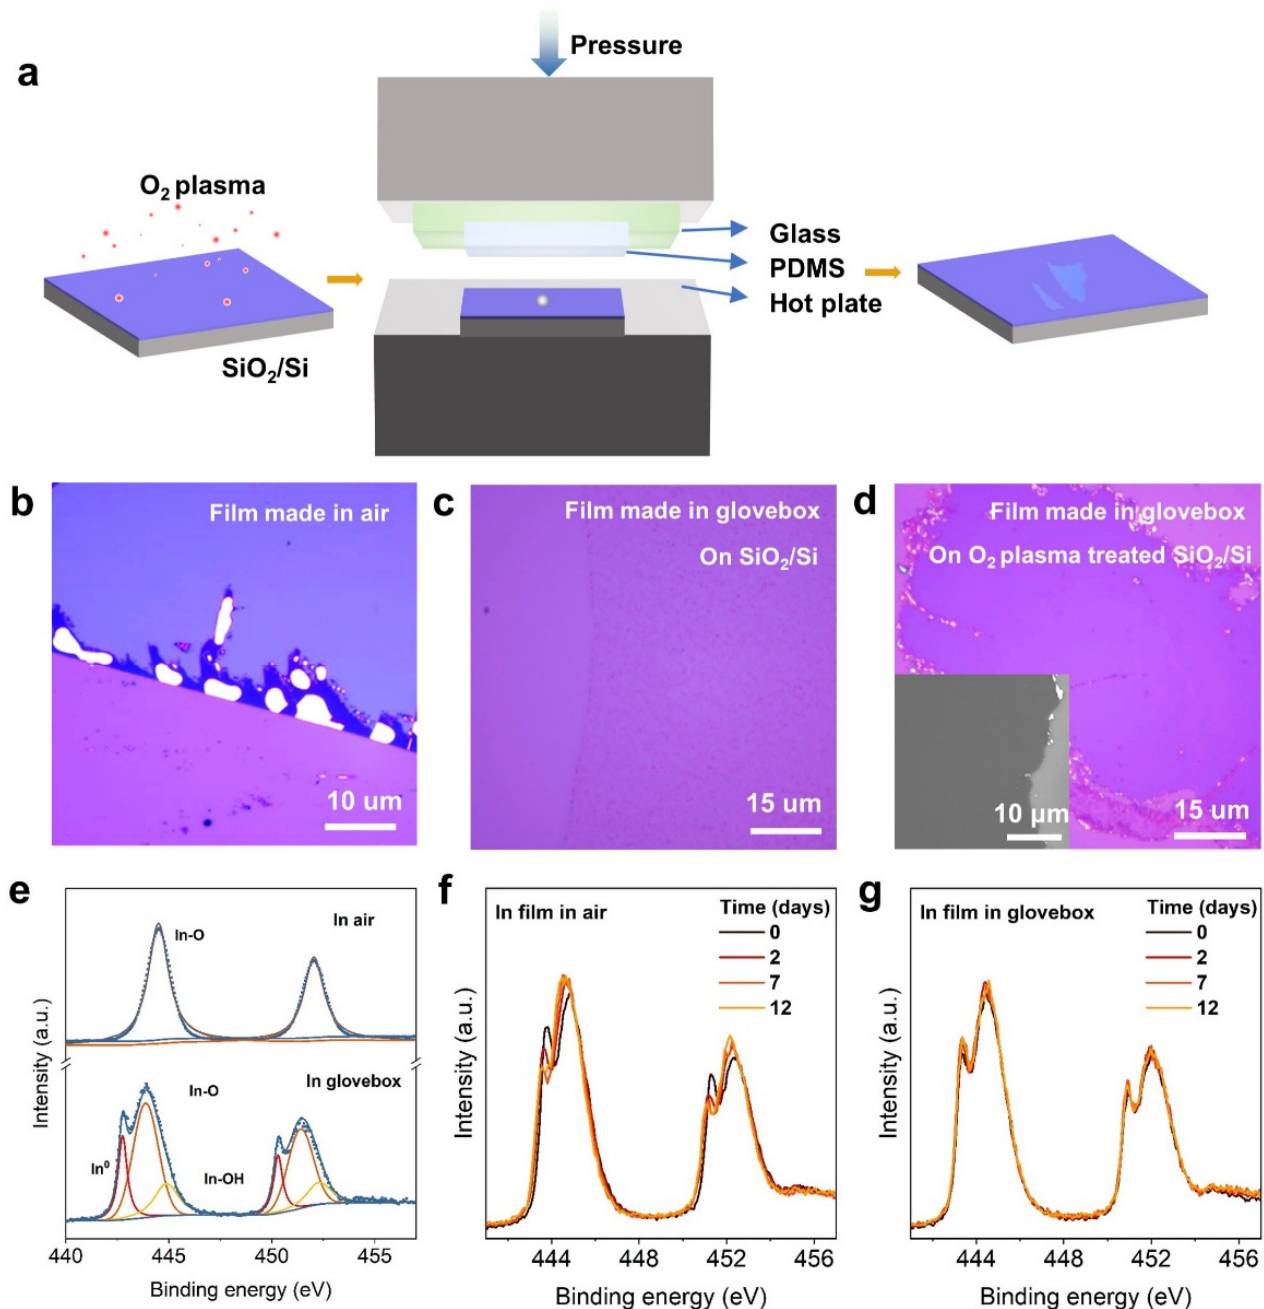 a
Pressure
O₂ plasma
Glass
PDMS
Hot plate
SiO₂/Si
b
Film made in air
10 um
c
Film made in glovebox
On SiO₂/Si
15 um
d
Film made in glovebox
On O₂ plasma treated SiO₂/Si
10 μm
15 um
e
In air
In-O
In glovebox
In-O
In⁰
In-OH
Intensity (a.u.)
440 445 450 455
Binding energy (eV)
f
In film in air
Time (days)
0
2
7
12
Intensity (a.u.)
444 448 452 456
Binding energy (eV)
g
In film in glovebox
Time (days)
0
2
7
12
Intensity (a.u.)
444 448 452 456
Binding energy (eV)